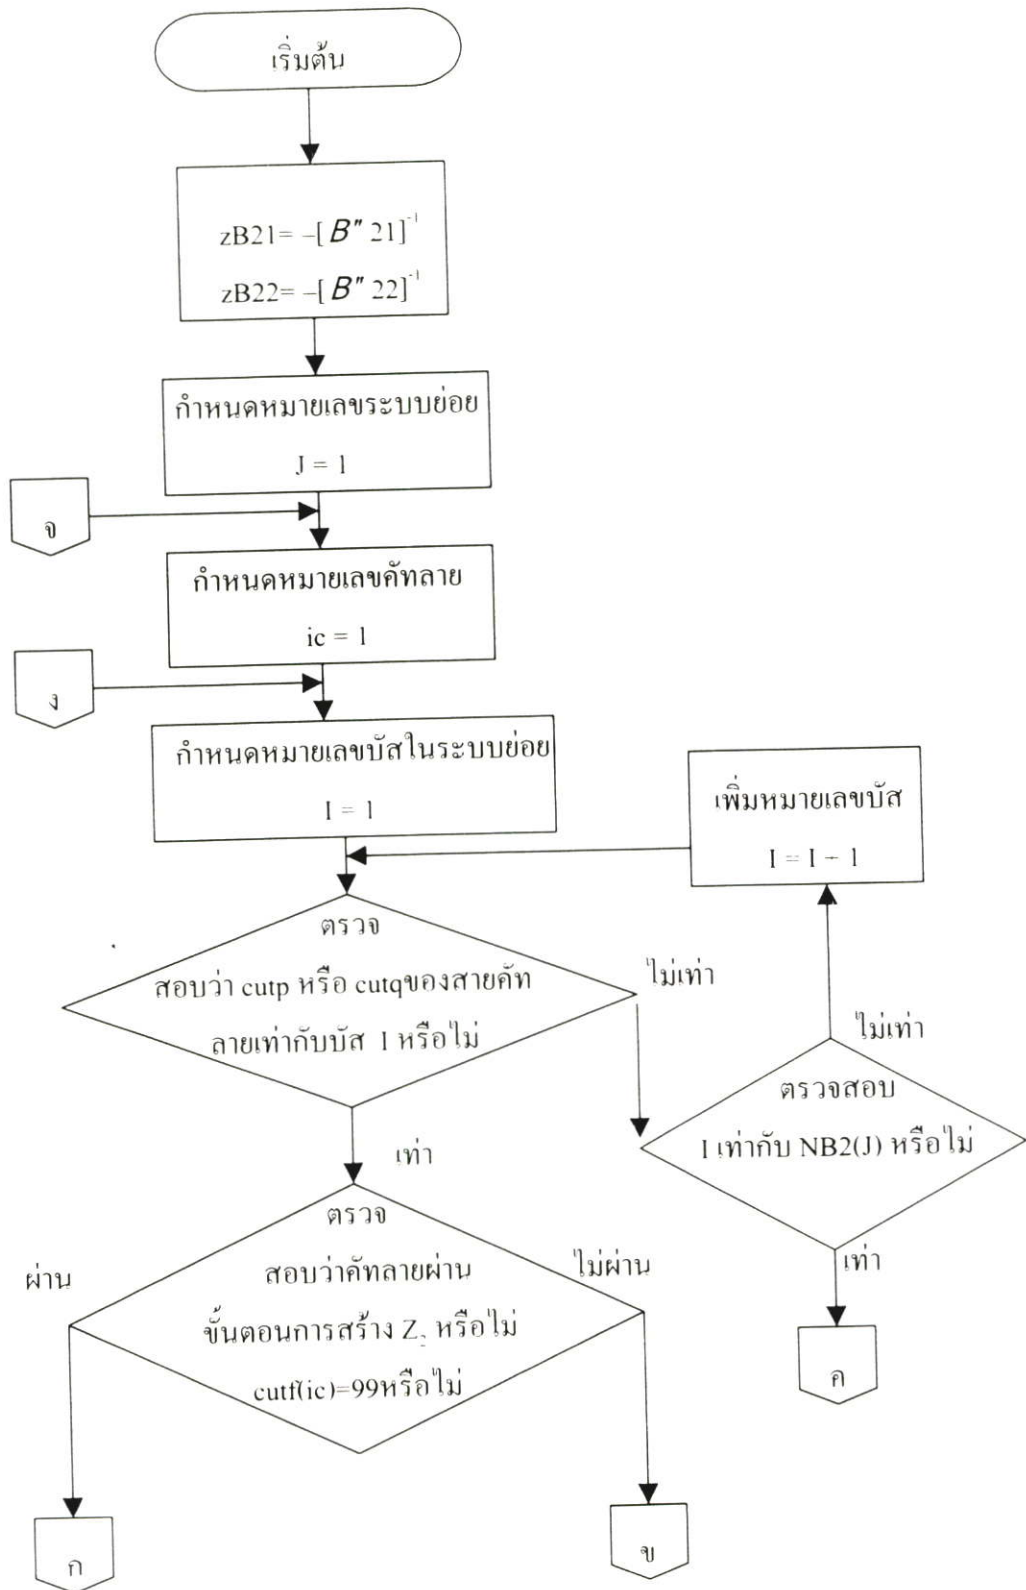 เริ่มต้น
zB21= –[B" 21]⁻¹
zB22= –[B" 22]⁻¹
กำหนดหมายเลขระบบย่อย
J = 1
จ
กำหนดหมายเลขคัทลาย
ic = 1
ง
กำหนดหมายเลขบัสในระบบย่อย
I = 1
เพิ่มหมายเลขบัส
I = I – 1
ตรวจ
สอบว่า cutp หรือ cutqของสายคัท
ลายเท่ากับบัส I หรือไม่
ไม่เท่า
ไม่เท่า
ตรวจสอบ
I เท่ากับ NB2(J) หรือไม่
เท่า
เท่า
ค
ตรวจ
สอบว่าคัทลายผ่าน
ขั้นตอนการสร้าง Z หรือไม่
cutf(ic)=99หรือไม่
ผ่าน
ไม่ผ่าน
ก
ข